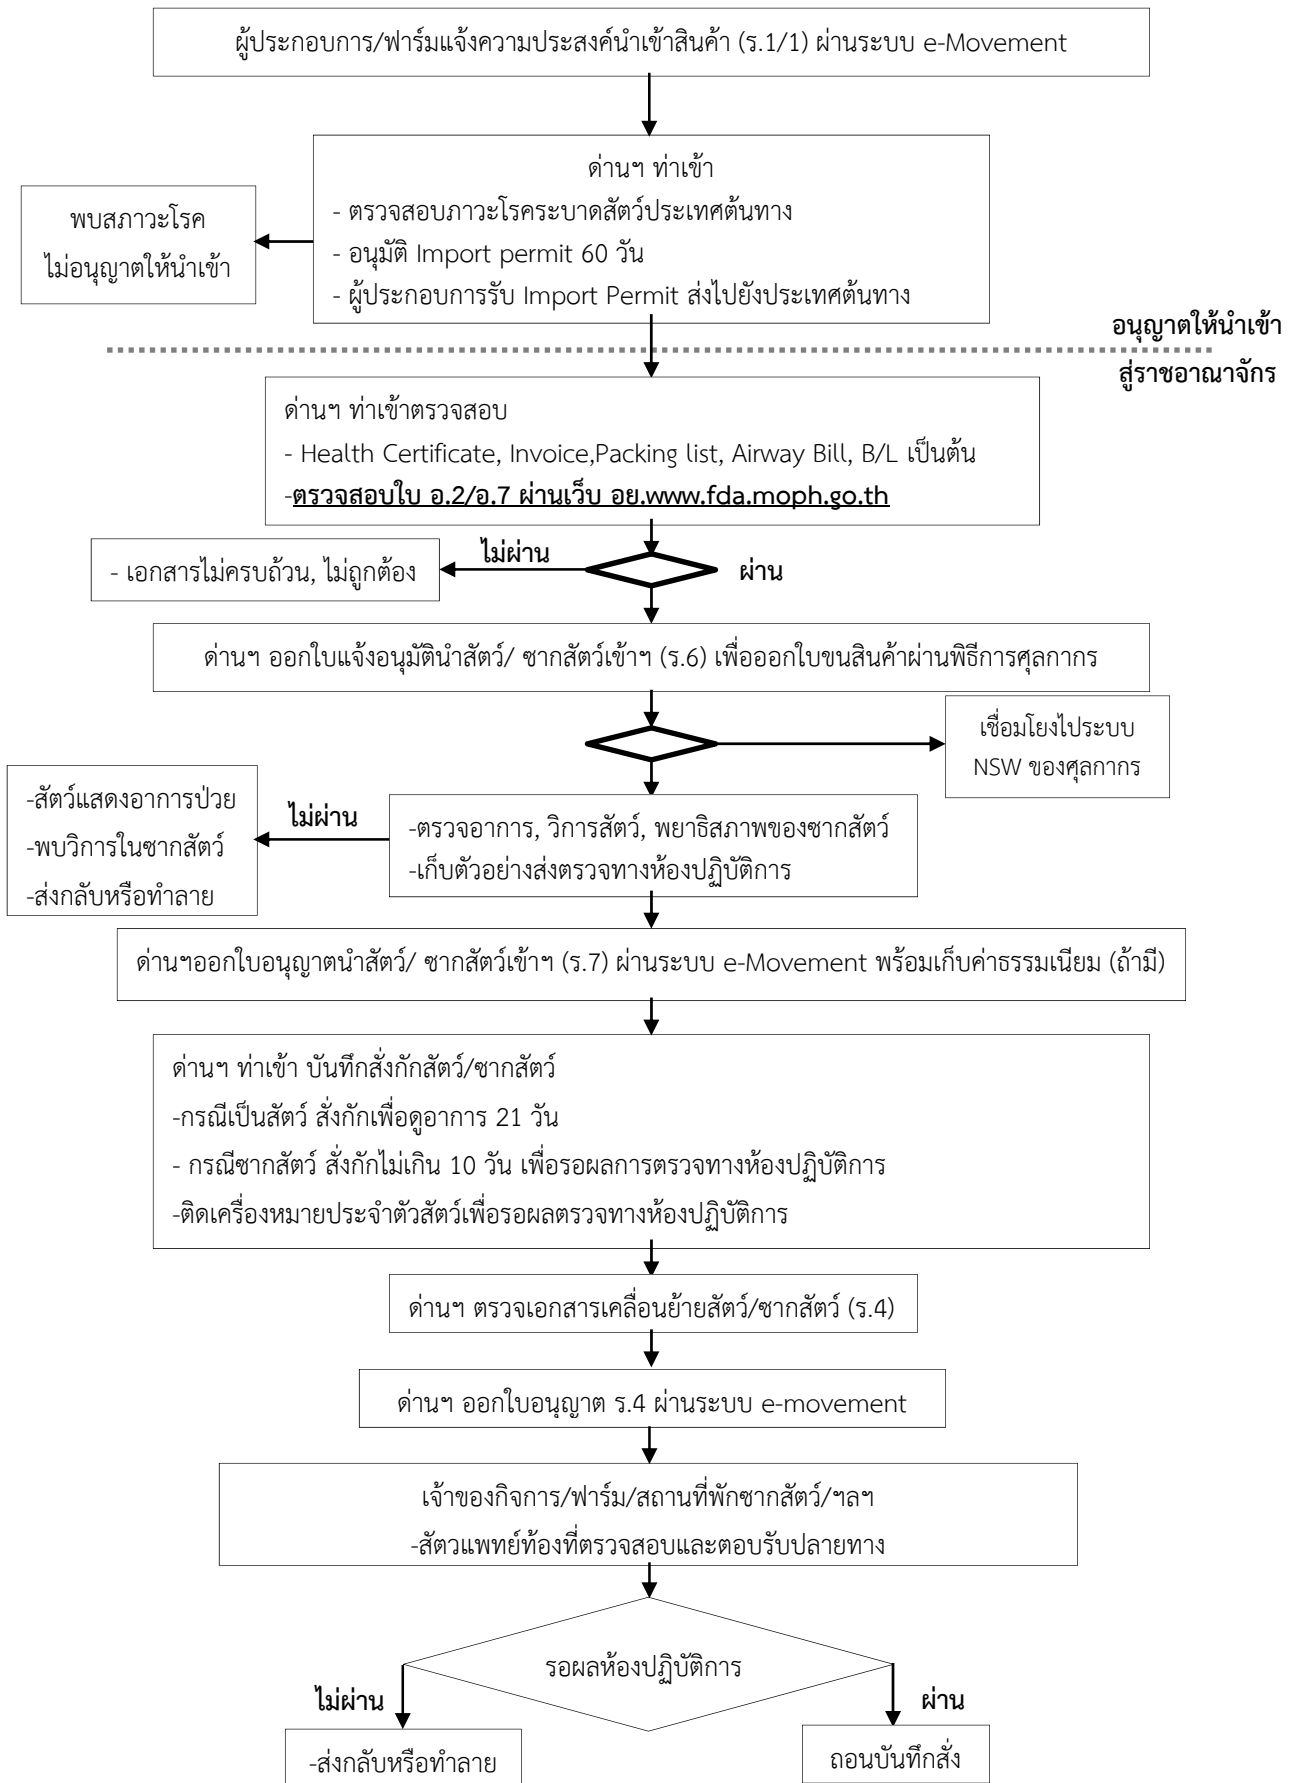 ผู้ประกอบการ/ฟาร์มแจ้งความประสงค์นำเข้าสินค้า (ร.1/1) ผ่านระบบ e-Movement
ด่านฯ ท่าเข้า
- ตรวจสอบภาวะโรคระบาดสัตว์ประเทศต้นทาง
- อนุมัติ Import permit 60 วัน
- ผู้ประกอบการรับ Import Permit ส่งไปยังประเทศต้นทาง
พบสภาวะโรค
ไม่อนุญาตให้นำเข้า
อนุญาตให้นำเข้า
สู่ราชอาณาจักร
ด่านฯ ท่าเข้าตรวจสอบ
- Health Certificate, Invoice,Packing list, Airway Bill, B/L เป็นต้น
-ตรวจสอบใบ อ.2/อ.7 ผ่านเว็บ อย.www.fda.moph.go.th
ไม่ผ่าน
ผ่าน
- เอกสารไม่ครบถ้วน, ไม่ถูกต้อง
ด่านฯ ออกใบแจ้งอนุมัตินำสัตว์/ ซากสัตว์เข้าฯ (ร.6) เพื่อออกใบขนสินค้าผ่านพิธีการศุลกากร
เชื่อมโยงไประบบ
NSW ของศุลกากร
ไม่ผ่าน
-สัตว์แสดงอาการป่วย
-พบวิการในซากสัตว์
-ส่งกลับหรือทำลาย
-ตรวจอาการ, วิการสัตว์, พยาธิสภาพของซากสัตว์
-เก็บตัวอย่างส่งตรวจทางห้องปฏิบัติการ
ด่านฯออกใบอนุญาตนำสัตว์/ ซากสัตว์เข้าฯ (ร.7) ผ่านระบบ e-Movement พร้อมเก็บค่าธรรมเนียม (ถ้ามี)
ด่านฯ ท่าเข้า บันทึกสั่งกักสัตว์/ซากสัตว์
-กรณีเป็นสัตว์ สั่งกักเพื่อดูอาการ 21 วัน
- กรณีซากสัตว์ สั่งกักไม่เกิน 10 วัน เพื่อรอผลการตรวจทางห้องปฏิบัติการ
-ติดเครื่องหมายประจำตัวสัตว์เพื่อรอผลตรวจทางห้องปฏิบัติการ
ด่านฯ ตรวจเอกสารเคลื่อนย้ายสัตว์/ซากสัตว์ (ร.4)
ด่านฯ ออกใบอนุญาต ร.4 ผ่านระบบ e-movement
เจ้าของกิจการ/ฟาร์ม/สถานที่พักซากสัตว์/ฯลฯ
-สัตวแพทย์ท้องที่ตรวจสอบและตอบรับปลายทาง
รอผลห้องปฏิบัติการ
ไม่ผ่าน
ผ่าน
-ส่งกลับหรือทำลาย
ถอนบันทึกสั่ง